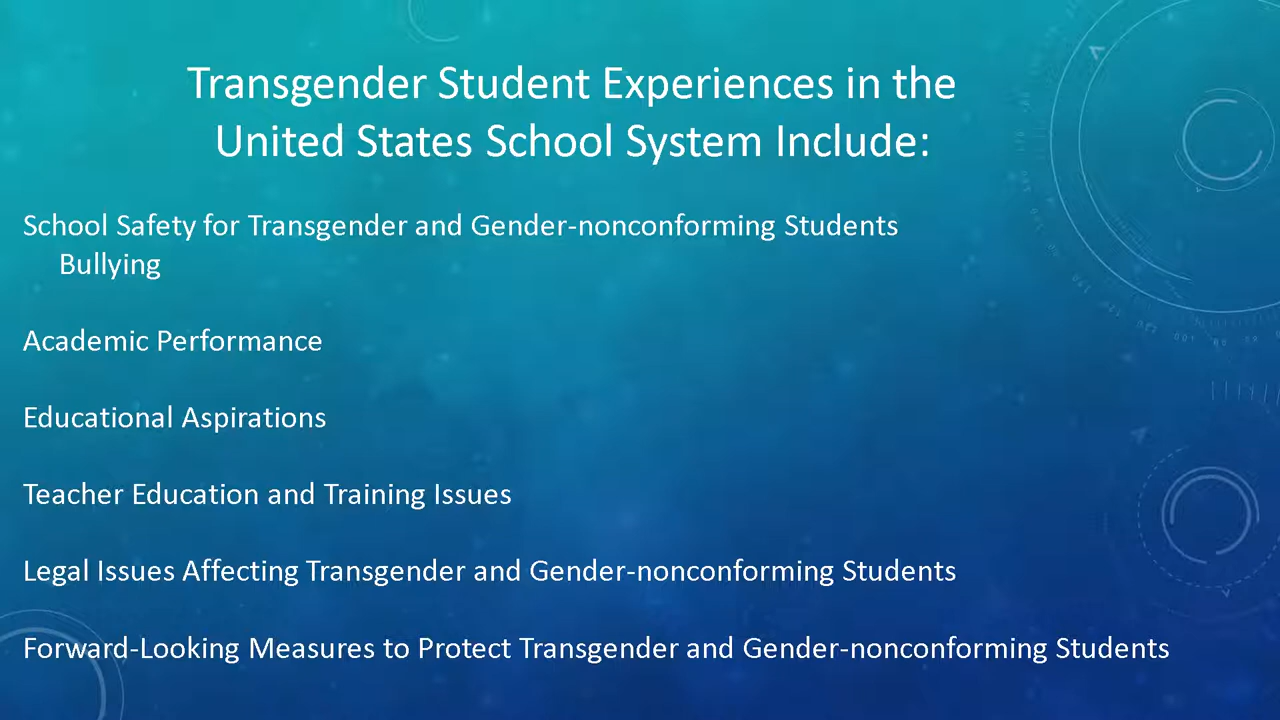 Transgender Student Experiences in the
United States School System Include:
School Safety for Transgender and Gender-nonconforming Students
Bullying
Academic Performance
Educational Aspirations
Teacher Education and Training Issues
Legal Issues Affecting Transgender and Gender-nonconforming Students
Forward-Looking Measures to Protect Transgender and Gender-nonconforming Students